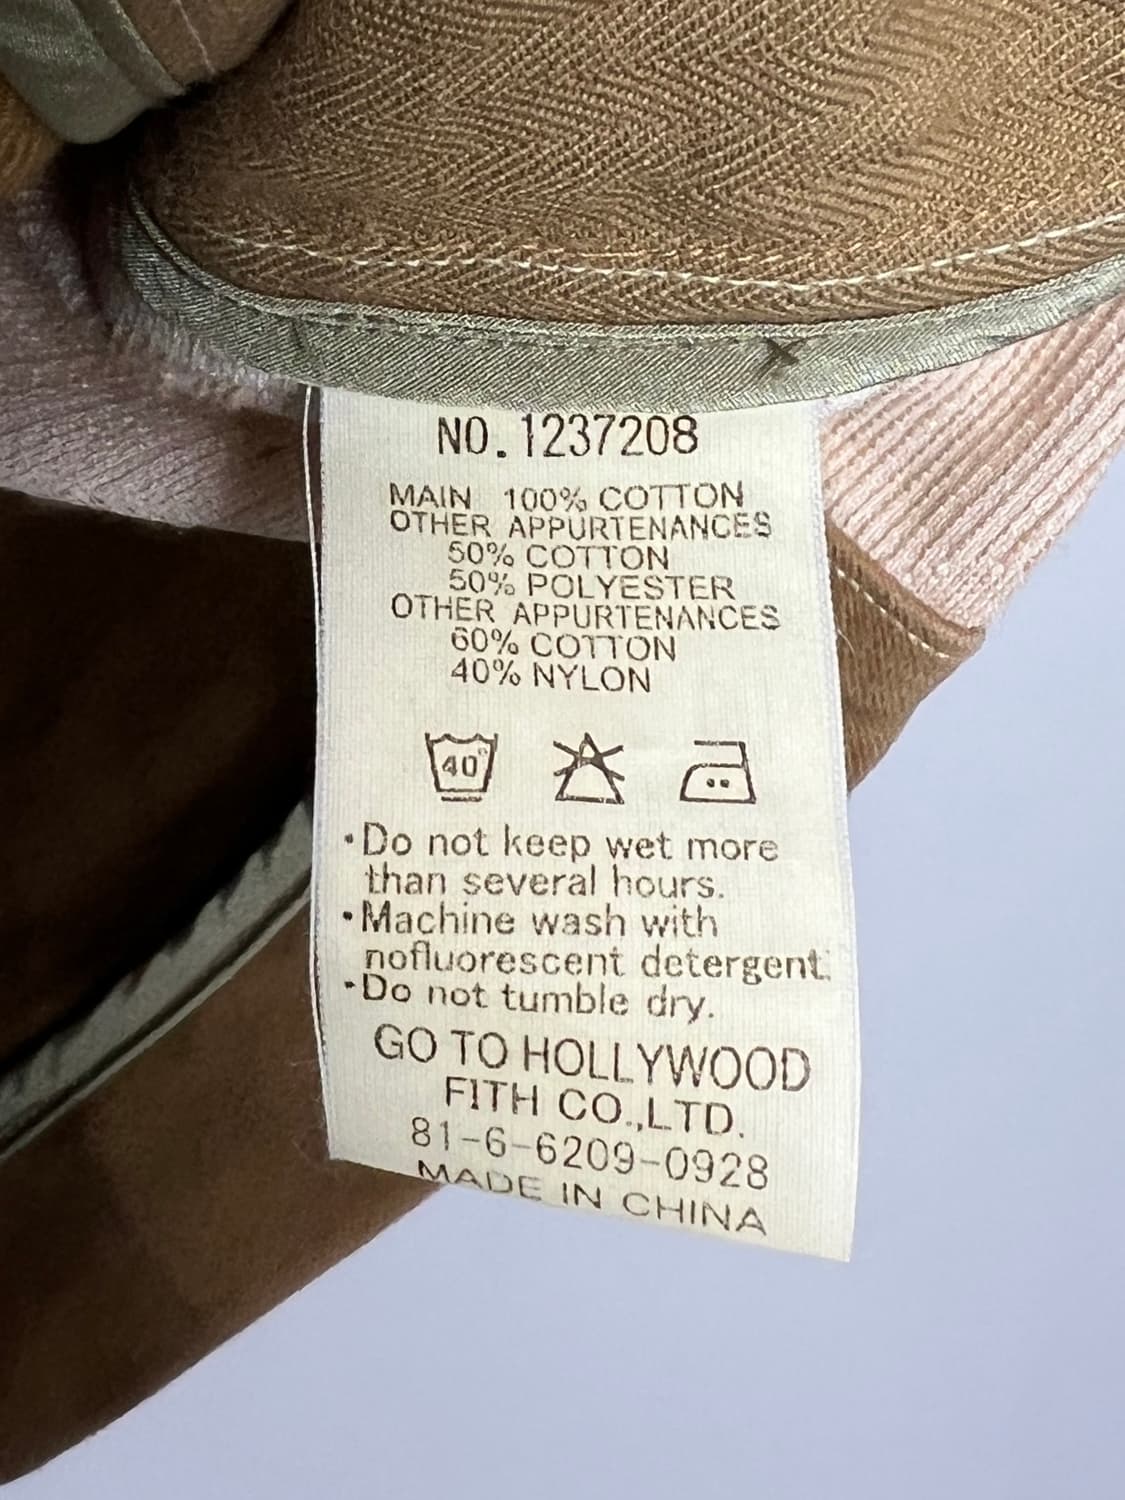 NO. 1237208
MAIN 100% COTTON
OTHER APPURTENANCES
50% COTTON
50% POLYESTER
OTHER APPURTENANCES
60% COTTON
40% NYLON
40°
・Do not keep wet more
than several hours.
・Machine wash with
nofluorescent detergent.
・Do not tumble dry.
GO TO HOLLYWOOD
FITH CO.,LTD.
81-6-6209-0928
MADE IN CHINA